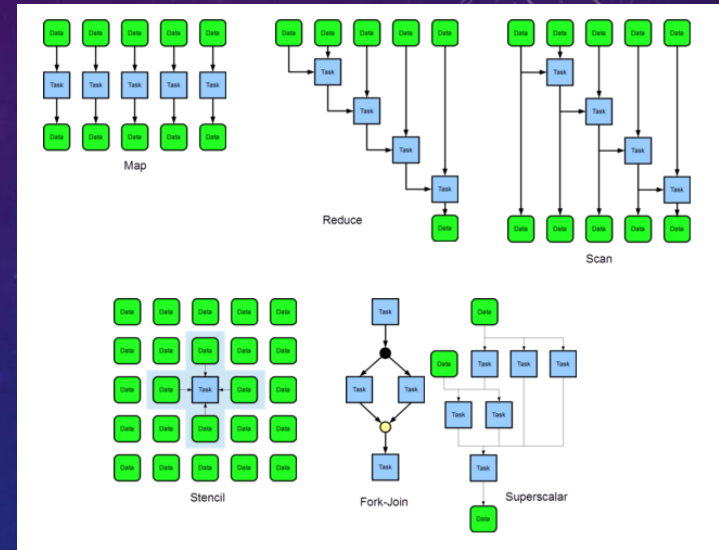 Data Data Data Data Data
Task Task Task Task Task
Data Data Data Data Data
Map
Data Data Data Data Data
Task
Task
Task
Task
Data
Reduce
Data Data Data Data Data
Task
Task
Task
Task
Data Data Data Data Data
Scan
Data Data Data Data Data
Data Data Data Data Data
Data Data Task Data Data
Data Data Data Data Data
Data Data Data Data Data
Stencil
Task
Task Task
Task
Fork-Join
Data
Data Task Task Task
Task Task
Task
Data
Superscalar